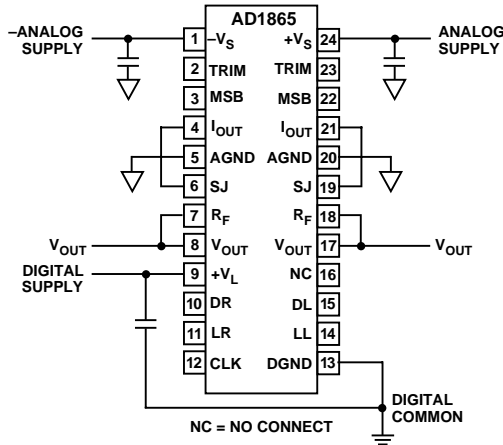 AD1865
–ANALOG
SUPPLY
1 –VS
+VS 24
ANALOG
SUPPLY
2 TRIM
TRIM 23
3 MSB
MSB 22
4 IOUT
IOUT 21
5 AGND
AGND 20
6 SJ
SJ 19
7 RF
RF 18
VOUT
8 VOUT
VOUT 17
VOUT
DIGITAL
SUPPLY
9 +VL
NC 16
10 DR
DL 15
11 LR
LL 14
12 CLK
DGND 13
DIGITAL
COMMON
NC = NO CONNECT